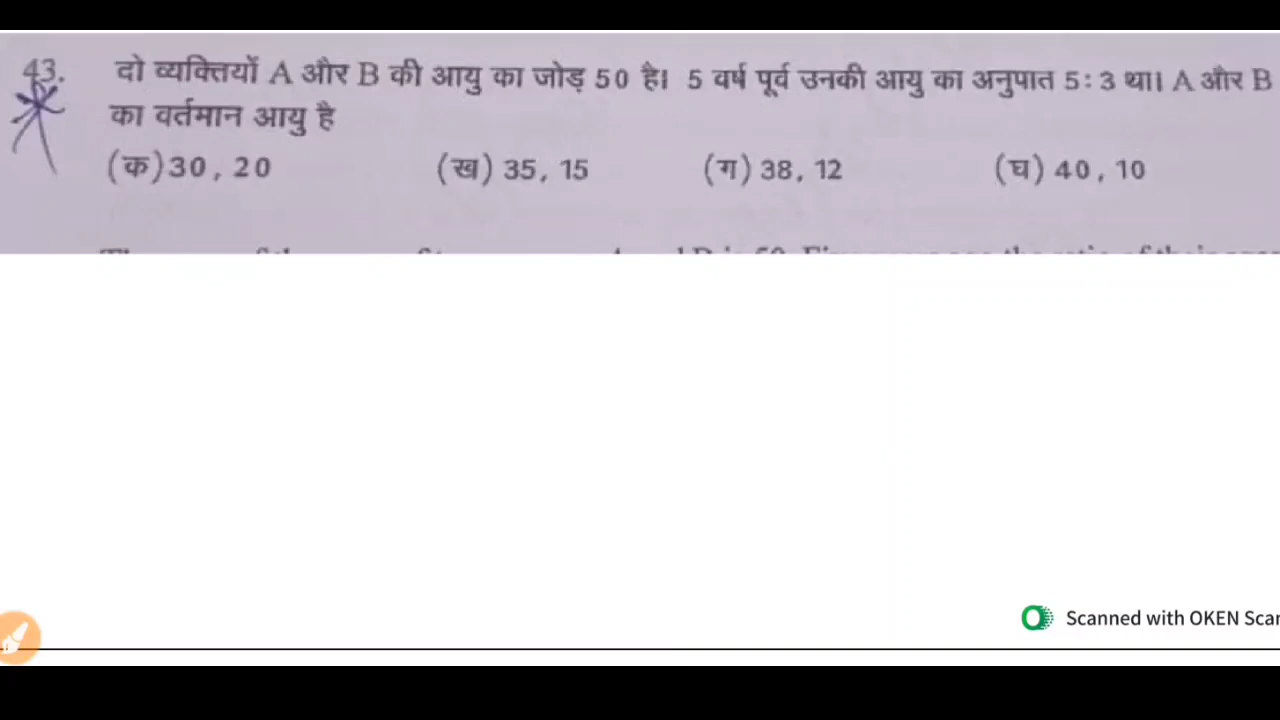 43. दो व्यक्तियों A और B की आयु का जोड़ 50 है। 5 वर्ष पूर्व उनकी आयु का अनुपात 5: 3 था। A और B
का वर्तमान आयु है
(क)30, 20 (ख) 35, 15 (ग) 38, 12 (घ) 40, 10
Scanned with OKEN Scan